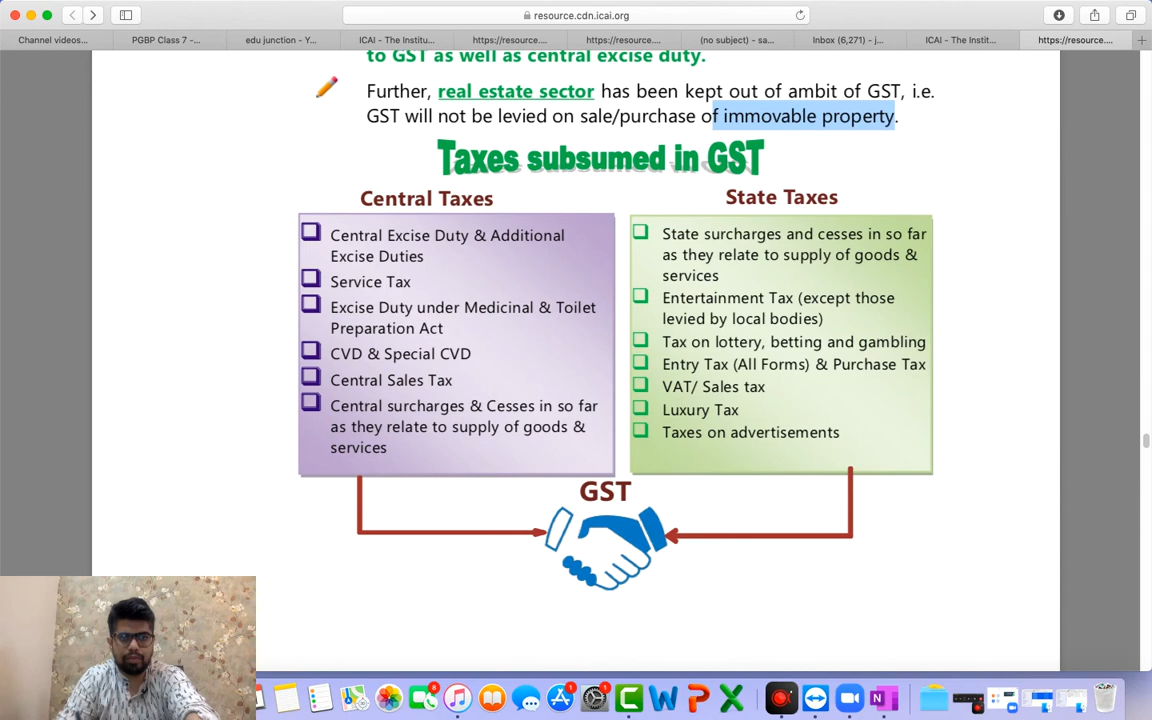 resource.cdn.icai.org
Channel videos...
PGBP Class 7 -...
edu junction - Y...
ICAI - The Institu...
https://resource....
https://resource....
(no subject) - sa...
Inbox (6,271) - j...
ICAI - The Instit...
https://resource....
to GST as well as central excise duty.
Further, real estate sector has been kept out of ambit of GST, i.e.
GST will not be levied on sale/purchase of immovable property.
Taxes subsumed in GST
Central Taxes
Central Excise Duty & Additional
Excise Duties
Service Tax
Excise Duty under Medicinal & Toilet
Preparation Act
CVD & Special CVD
Central Sales Tax
Central surcharges & Cesses in so far
as they relate to supply of goods &
services
State Taxes
State surcharges and cesses in so far
as they relate to supply of goods &
services
Entertainment Tax (except those
levied by local bodies)
Tax on lottery, betting and gambling
Entry Tax (All Forms) & Purchase Tax
VAT/ Sales tax
Luxury Tax
Taxes on advertisements
GST